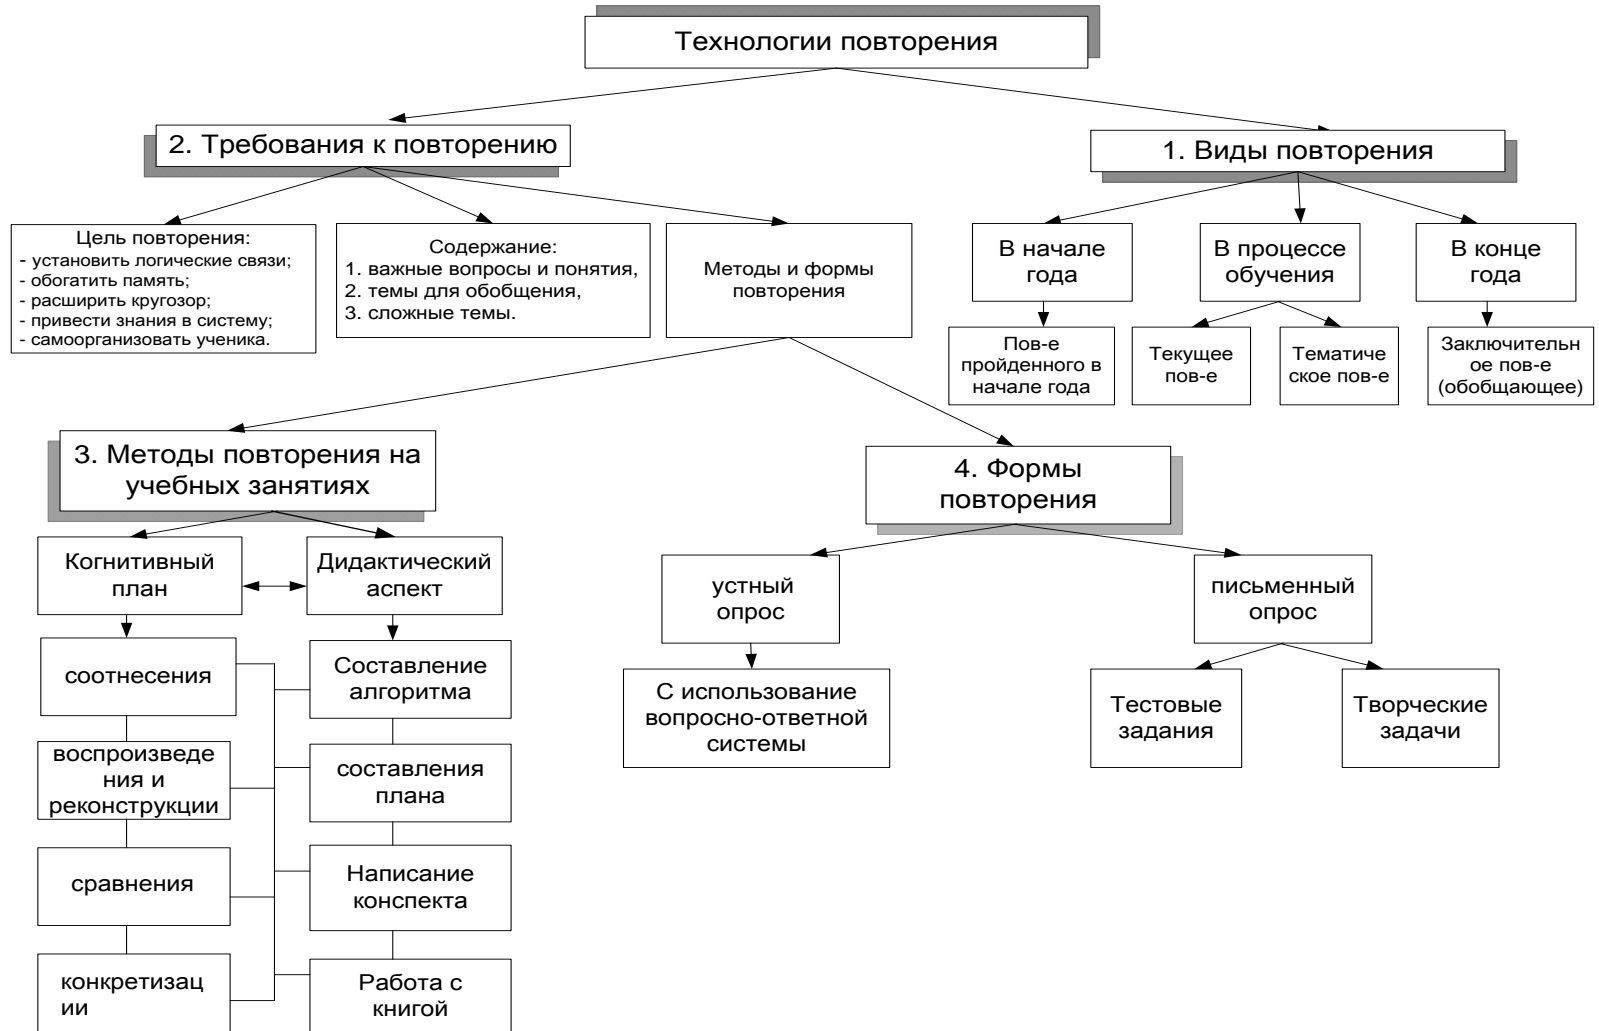 Технологии повторения
2. Требования к повторению
1. Виды повторения
Цель повторения:
- установить логические связи;
- обогатить память;
- расширить кругозор;
- привести знания в систему;
- самоорганизовать ученика.
Содержание:
1. важные вопросы и понятия,
2. темы для обобщения,
3. сложные темы.
Методы и формы
повторения
В начале
года
В процессе
обучения
В конце
года
Пов-е
пройденного в
начале года
Текущее
пов-е
Тематиче
ское пов-е
Заключительн
ое пов-е
(обобщающее)
3. Методы повторения на
учебных занятиях
4. Формы
повторения
Когнитивный
план
Дидактический
аспект
устный
опрос
письменный
опрос
соотнесения
Составление
алгоритма
С использование
вопросно-ответной
системы
Тестовые
задания
Творческие
задачи
воспроизведе
ния и
реконструкции
составления
плана
сравнения
Написание
конспекта
конкретизац
ии
Работа с
книгой